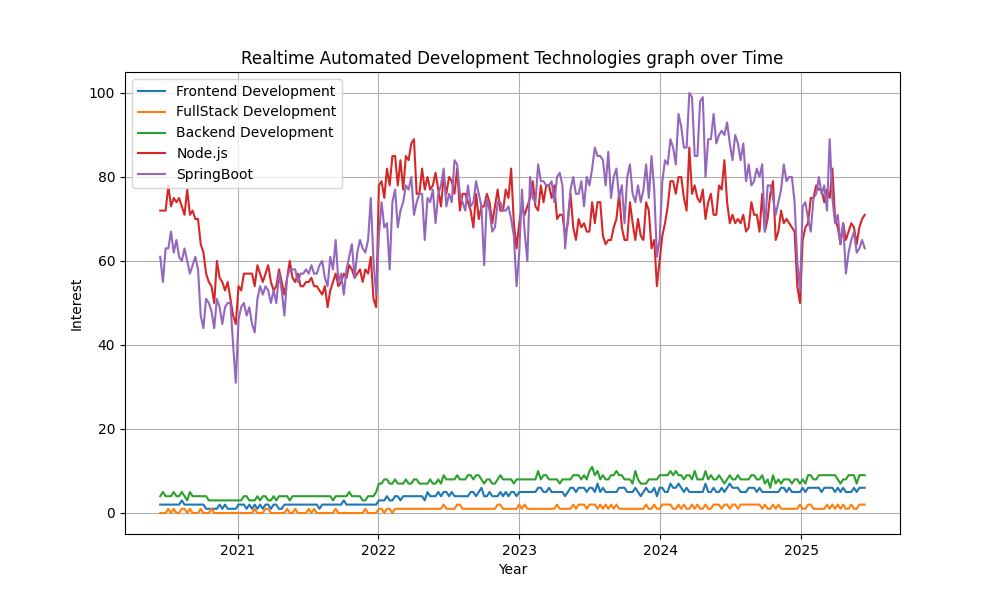 Realtime Automated Development Technologies graph over Time
Frontend Development
FullStack Development
Backend Development
Node.js
SpringBoot
100
80
60
40
20
0
Interest
2021
2022
2023
2024
2025
Year